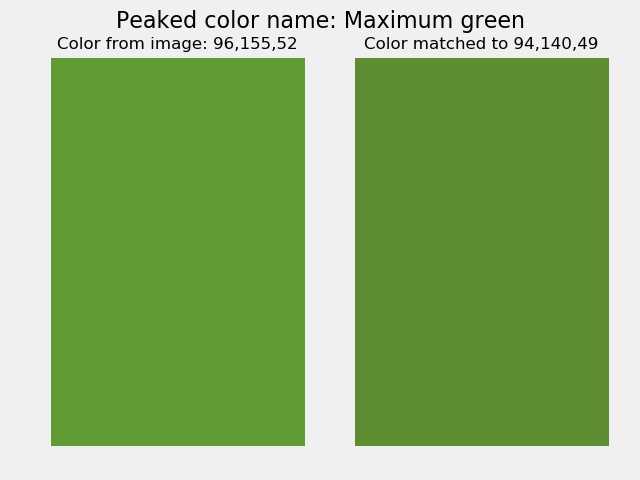 Peaked color name: Maximum green
Color from image: 96,155,52
Color matched to 94,140,49